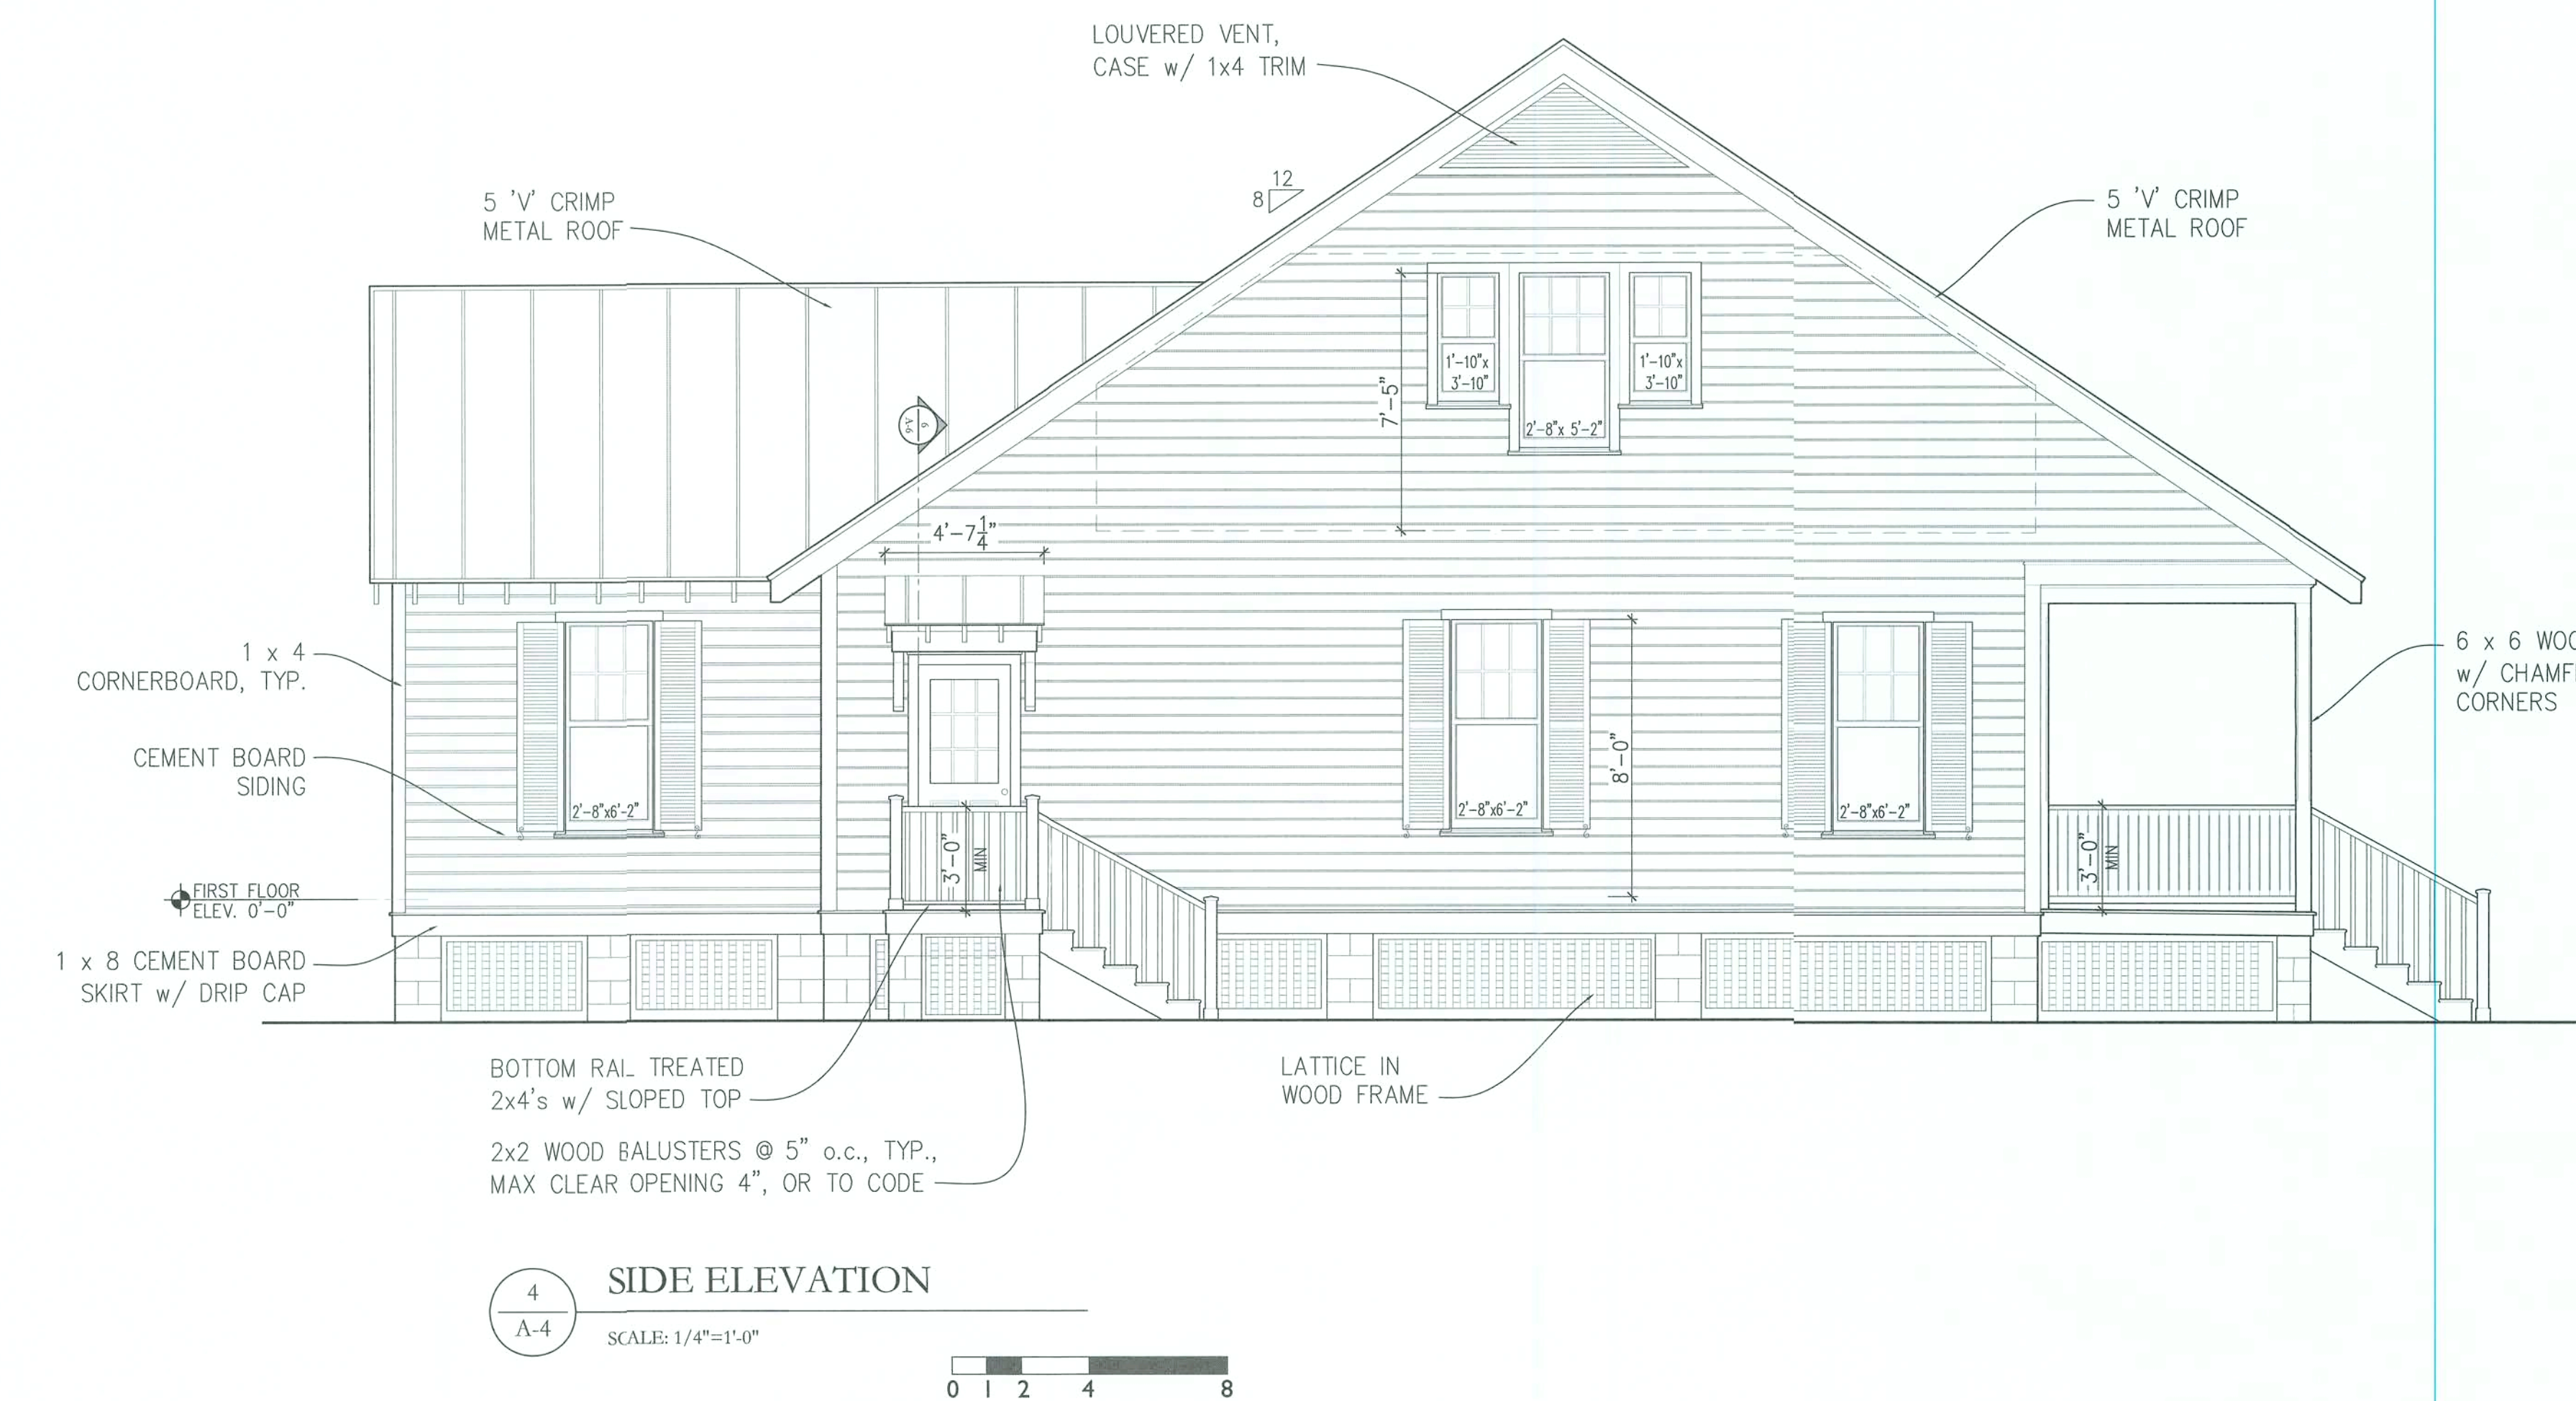 LOUVERED VENT,
CASE w/ 1x4 TRIM
12
8
5 'V' CRIMP
METAL ROOF
5 'V' CRIMP
METAL ROOF
1'-10"x
3'-10"
1'-10"x
3'-10"
7'-5"
2'-8"x 5'-2"
6
A-6
4'-7 1/4"
1 x 4
CORNERBOARD, TYP.
6 x 6 WOO
w/ CHAMF
CORNERS
CEMENT BOARD
SIDING
8'-0"
2'-8"x6'-2"
2'-8"x6'-2"
2'-8"x6'-2"
3'-0"
MIN
3'-0"
MIN
FIRST FLOOR
ELEV. 0'-0"
1 x 8 CEMENT BOARD
SKIRT w/ DRIP CAP
BOTTOM RAIL TREATED
2x4's w/ SLOPED TOP
LATTICE IN
WOOD FRAME
2x2 WOOD BALUSTERS @ 5" o.c., TYP.,
MAX CLEAR OPENING 4", OR TO CODE
4
A-4
SIDE ELEVATION
SCALE: 1/4"=1'-0"
0 1 2 4 8